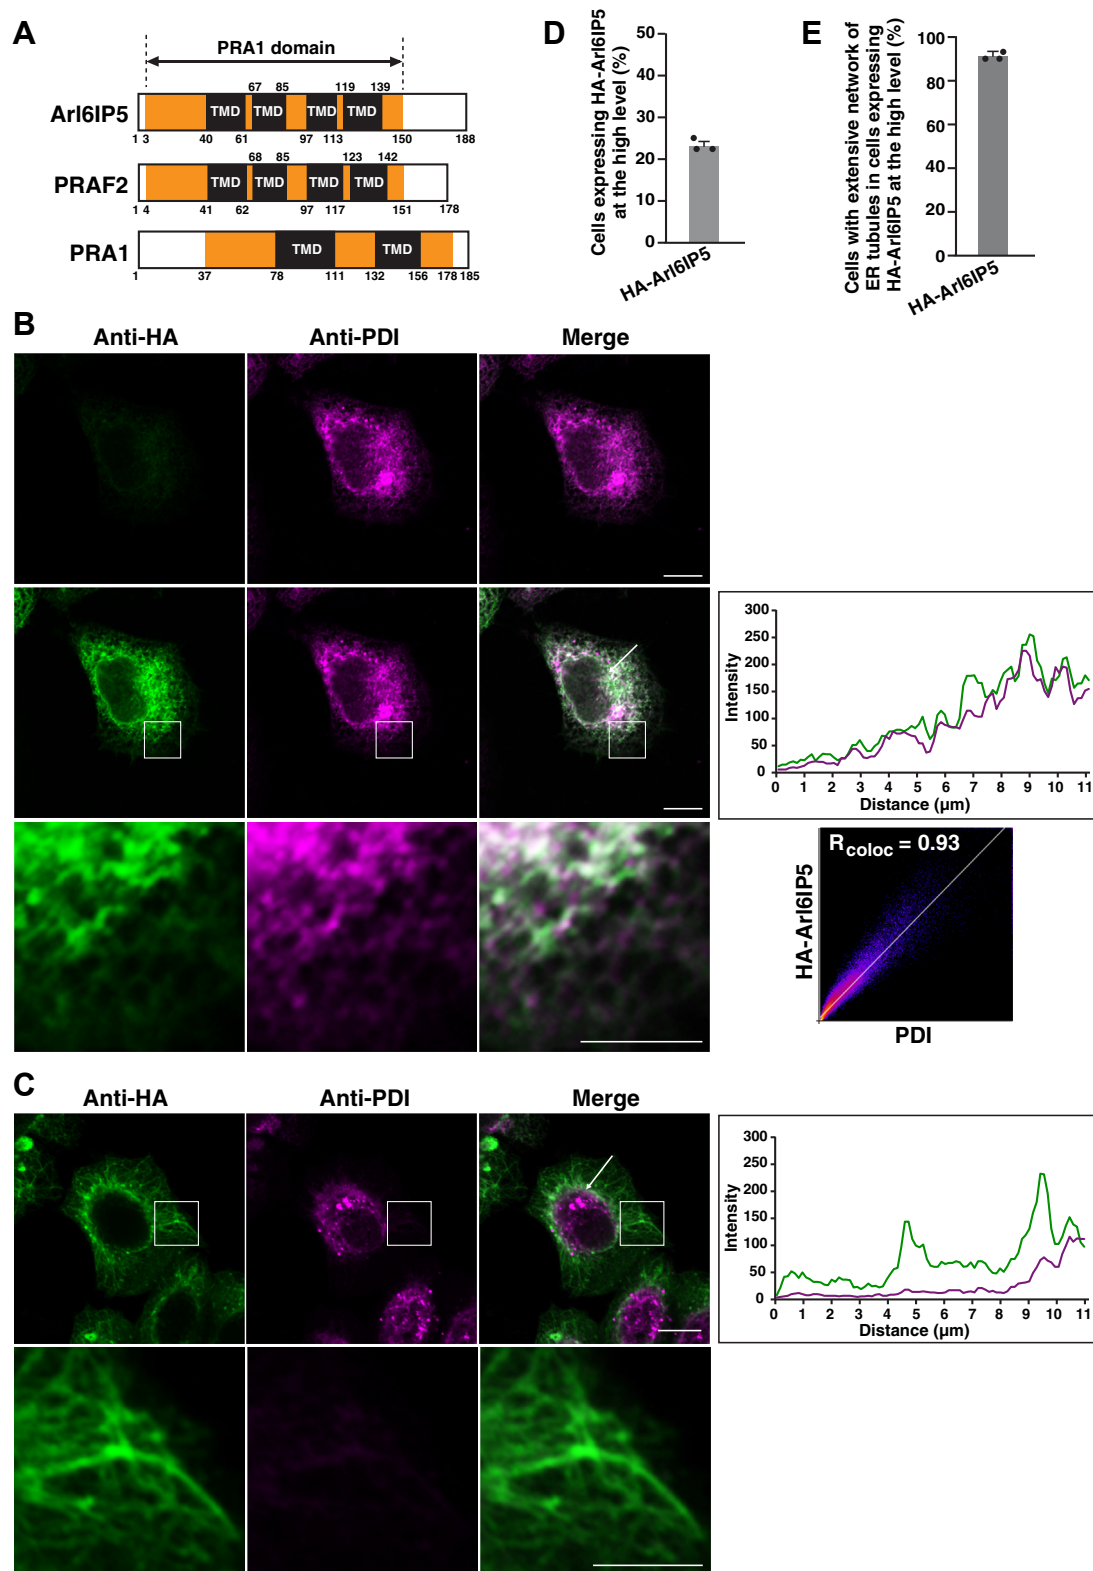 A
PRA1 domain
67 85 119 139
Arl6IP5
TMD TMD TMD TMD
1 3 40 61 97 113 150 188
68 85 123 142
PRAF2
TMD TMD TMD TMD
1 4 41 62 97 117 151 178
PRA1
TMD TMD
1 37 78 111 132 156 178 185
D
Cells expressing HA-Arl6IP5
at the high level (%)
50
40
30
20
10
0
HA-Arl6IP5
E
Cells with extensive network of
ER tubules in cells expressing
HA-Arl6IP5 at the high level (%)
100
80
60
40
20
0
HA-Arl6IP5
B
Anti-HA Anti-PDI Merge
Intensity
300
250
200
150
100
50
0
0 1 2 3 4 5 6 7 8 9 10 11
Distance (µm)
Rcoloc = 0.93
HA-Arl6IP5
PDI
C
Anti-HA Anti-PDI Merge
Intensity
300
250
200
150
100
50
0
0 1 2 3 4 5 6 7 8 9 10 11
Distance (µm)